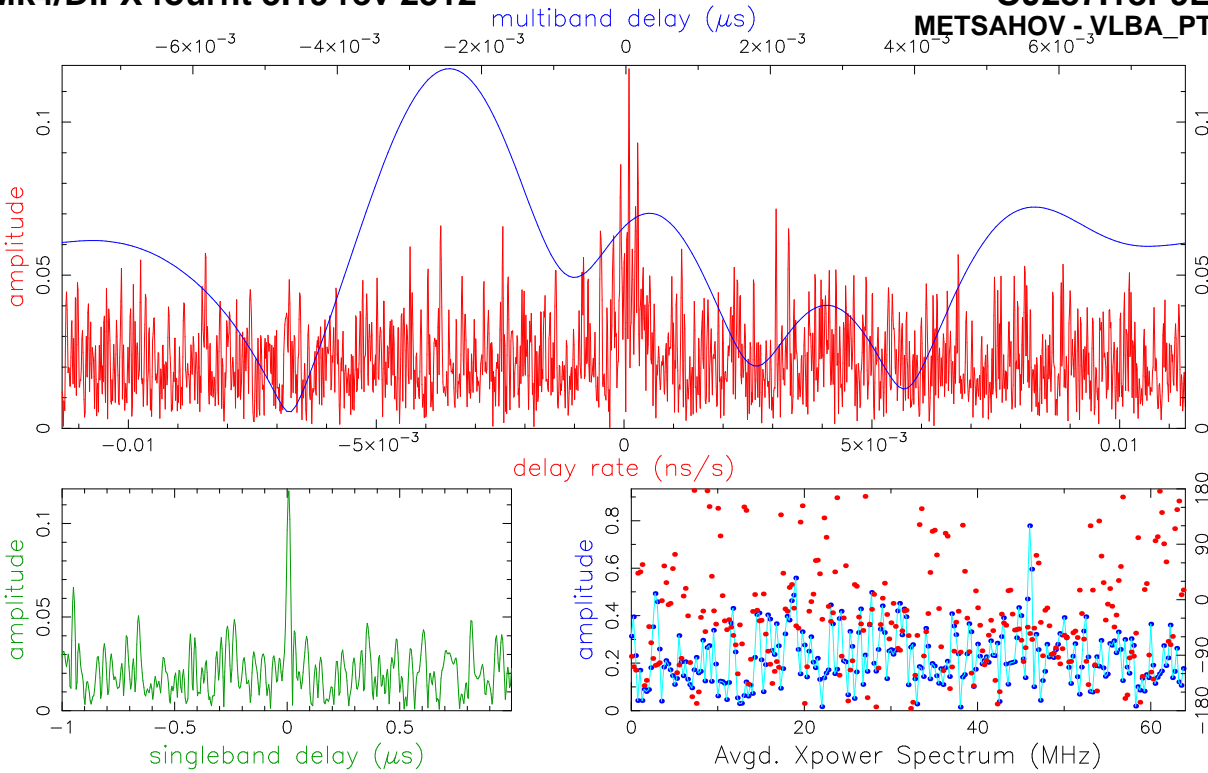 multiband delay (μs)
METSAHOV - VLBA_PT
−6×10⁻³ −4×10⁻³ −2×10⁻³ 0 2×10⁻³ 4×10⁻³ 6×10⁻³
amplitude
0 0.05 0.1
0 0.05 0.1
−0.01 −5×10⁻³ 0 5×10⁻³ 0.01
delay rate (ns/s)
amplitude
0 0.05 0.1
−1 −0.5 0 0.5
singleband delay (μs)
amplitude
0 0.2 0.4 0.6 0.8
−180 −90 0 90 180
0 20 40 60
Avgd. Xpower Spectrum (MHz)